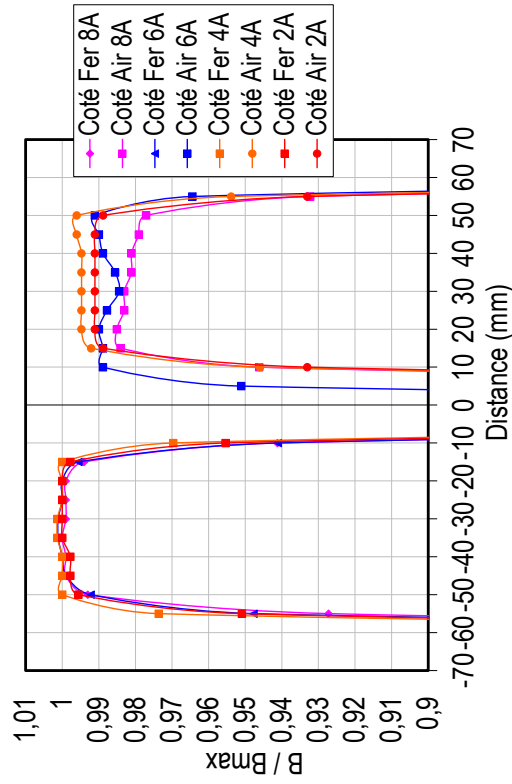 Coté Fer 8A
Coté Air 8A
Coté Fer 6A
Coté Air 6A
Coté Fer 4A
Coté Air 4A
Coté Fer 2A
Coté Air 2A
1,01
1
0,99
0,98
0,97
0,96
0,95
0,94
0,93
0,92
0,91
0,9
B / Bmax
-70
-60
-50
-40
-30
-20
-10
0
10
20
30
40
50
60
70
Distance (mm)